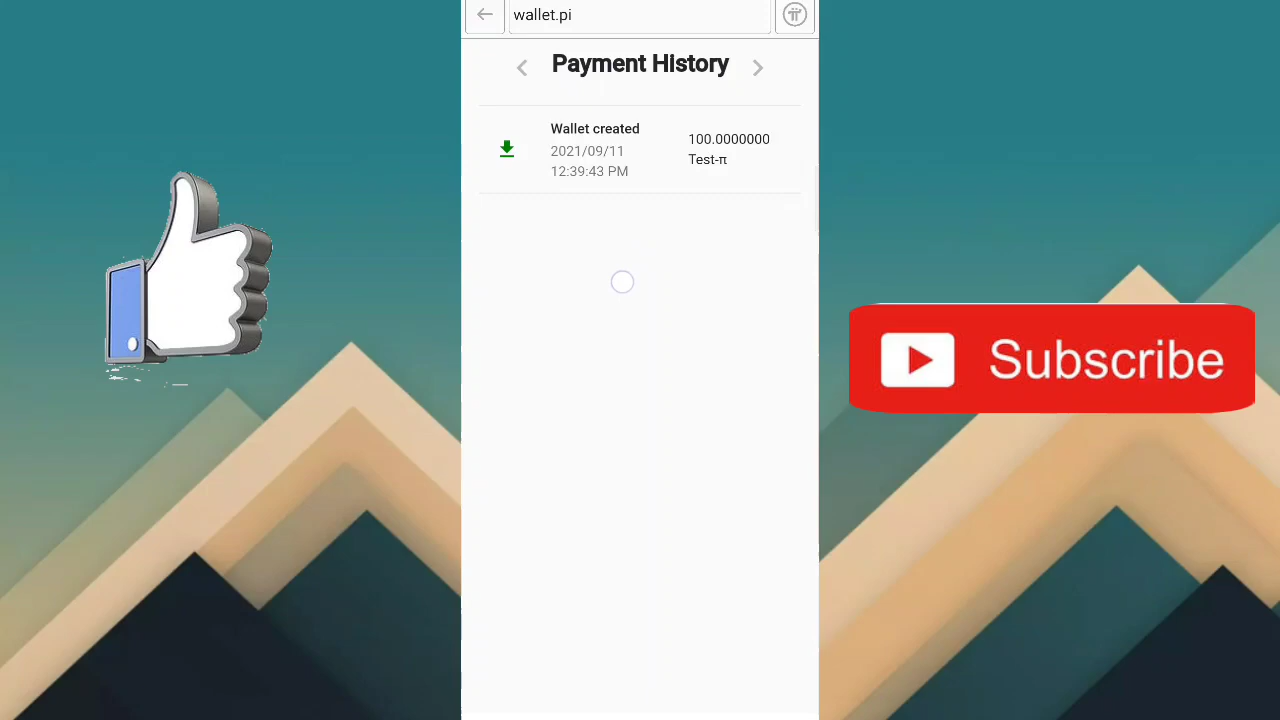 wallet.pi
Payment History
Wallet created
2021/09/11
12:39:43 PM
100.0000000
Test-π
Subscribe